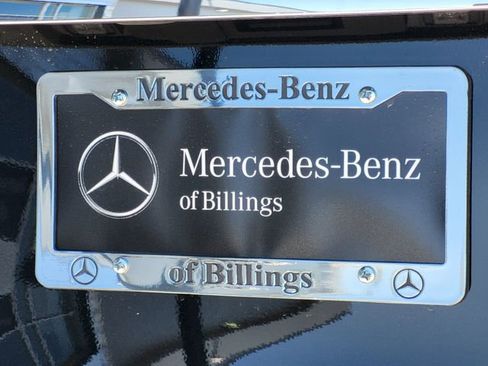 Mercedes-Benz
Mercedes-Benz
of Billings
of Billings